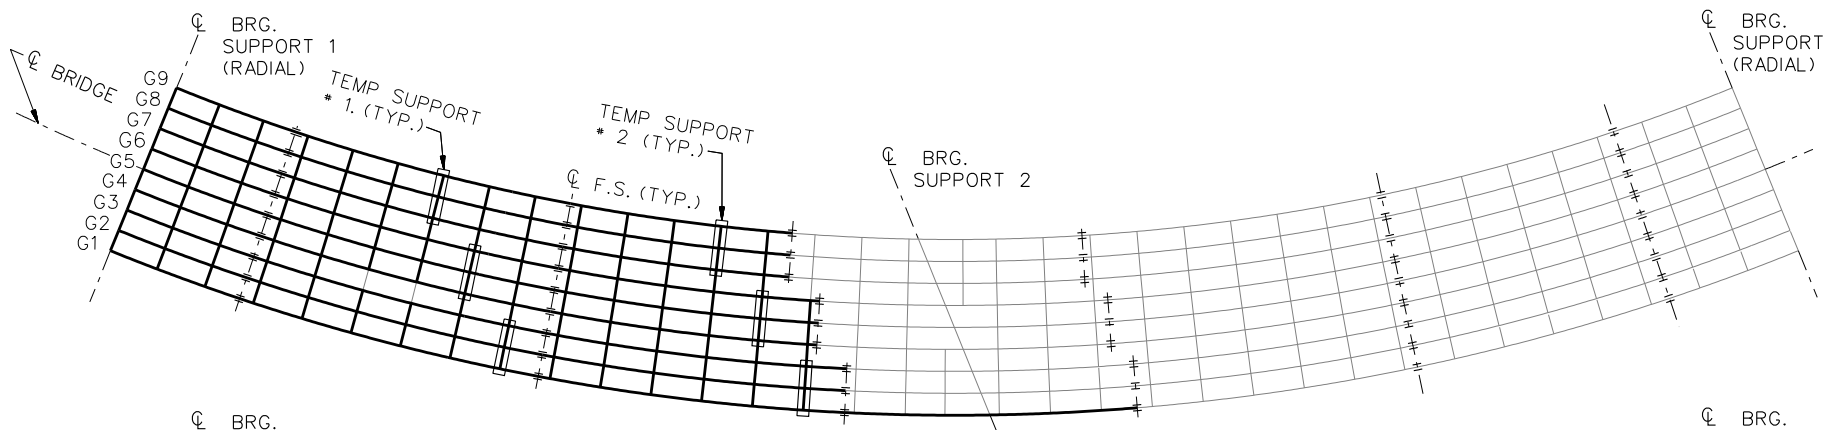 ℄ BRG.
SUPPORT 1
(RADIAL)
℄ BRIDGE
G9
G8
G7
G6
G5
G4
G3
G2
G1
TEMP SUPPORT
* 1. (TYP.)
TEMP SUPPORT
* 2 (TYP.)
℄ F.S. (TYP.)
℄ BRG.
SUPPORT 2
℄ BRG.
SUPPORT
(RADIAL)
℄ BRG.
℄ BRG.